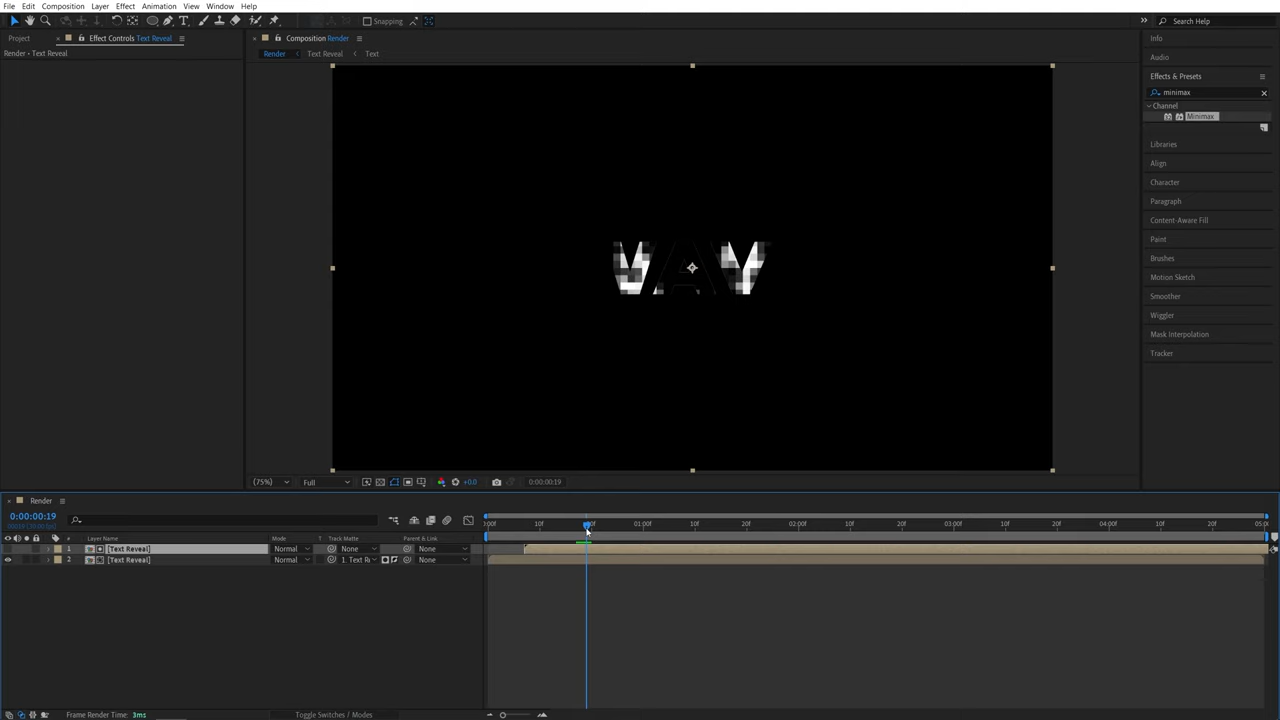 File Edit Composition Layer Effect Animation View Window Help
Snapping
Search Help
Project
Effect Controls Text Reveal
Composition Render
Info
Render • Text Reveal
Render
Text Reveal
Text
Audio
Effects & Presets
minimax
Channel
Minimax
Libraries
Align
Character
Paragraph
Content-Aware Fill
Paint
Brushes
Motion Sketch
Smoother
Wiggler
Mask Interpolation
Tracker
WAY
(75%)
Full
+0.0
0:00:00:19
Render
0:00:00:19
10f
01:00f
10f
20f
02:00f
10f
20f
03:00f
10f
20f
04:00f
10f
20f
#
Layer Name
Mode
T
Track Matte
Parent & Link
1 [Text Reveal] Normal None None
2 [Text Reveal] Normal 1. Text R None
Frame Render Time: 3ms
Toggle Switches / Modes